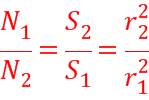 N₁/N₂ = S₂/S₁ = r₂²/r₁²